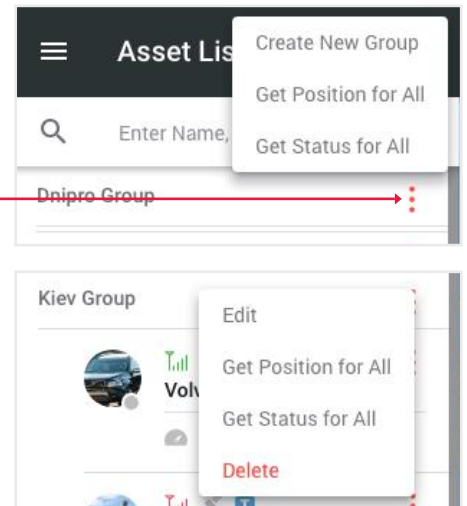 Asset Lis
Create New Group
Get Position for All
Enter Name,
Get Status for All
Dnipro Group
Kiev Group
Edit
Get Position for All
Volv
Get Status for All
Delete